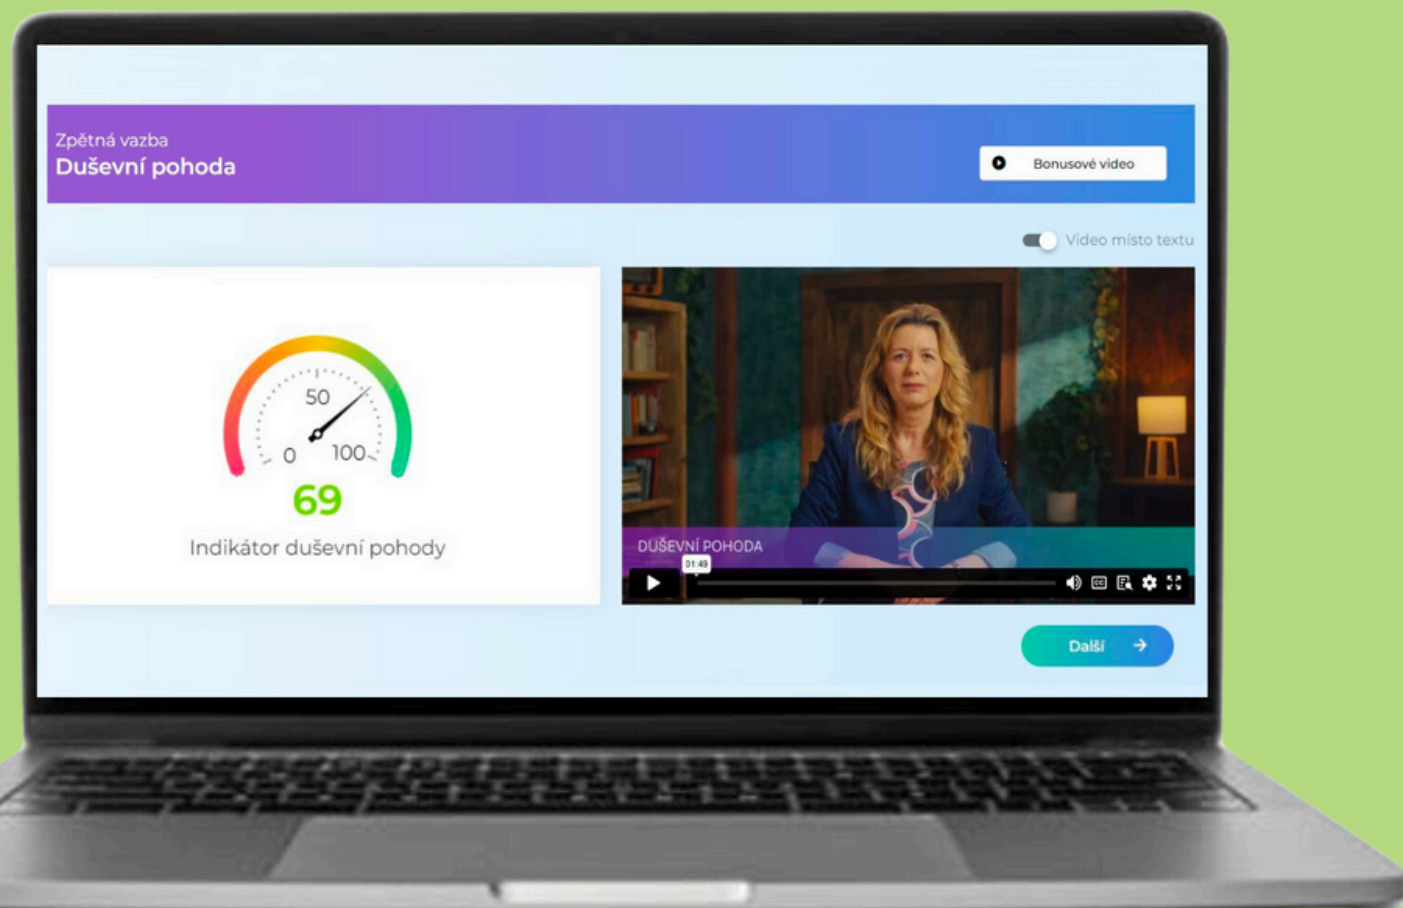 Zpětná vazba
Duševní pohoda
Bonusové video
Video místo textu
50
0
100
69
Indikátor duševní pohody
DUŠEVNÍ POHODA
01:49
CC
Další